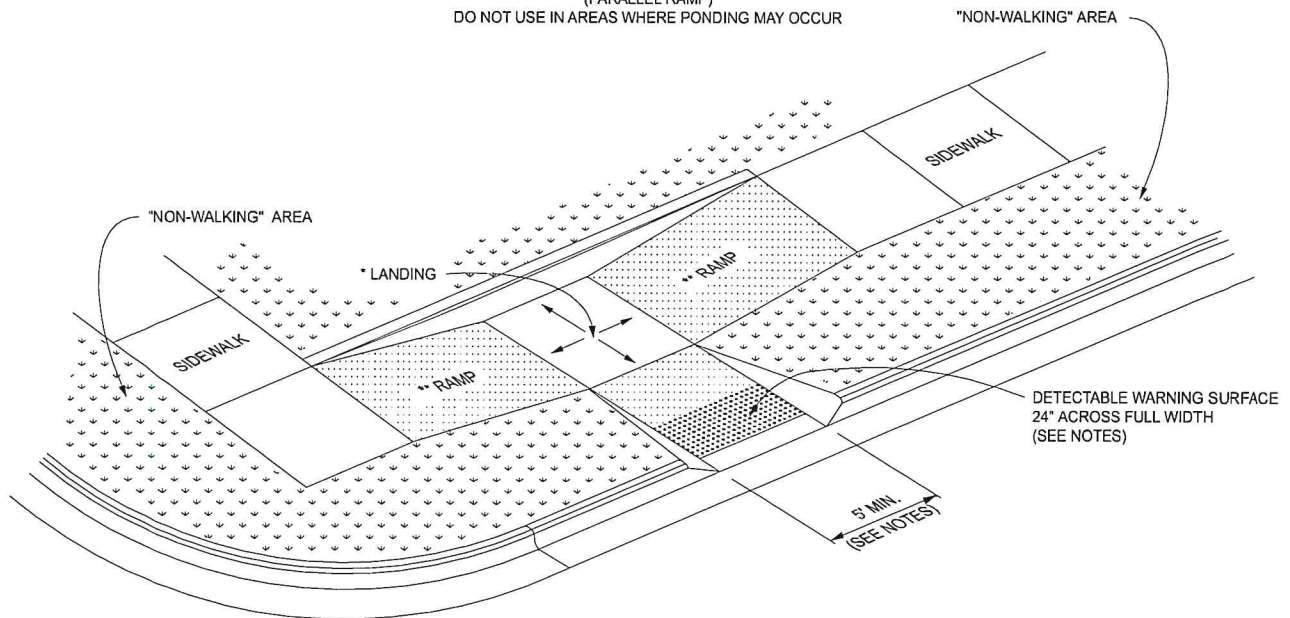 (PARALLEL RAMP)
DO NOT USE IN AREAS WHERE PONDING MAY OCCUR
"NON-WALKING" AREA
SIDEWALK
"NON-WALKING" AREA
* LANDING
** RAMP
SIDEWALK
** RAMP
DETECTABLE WARNING SURFACE
24" ACROSS FULL WIDTH
(SEE NOTES)
5' MIN.
(SEE NOTES)